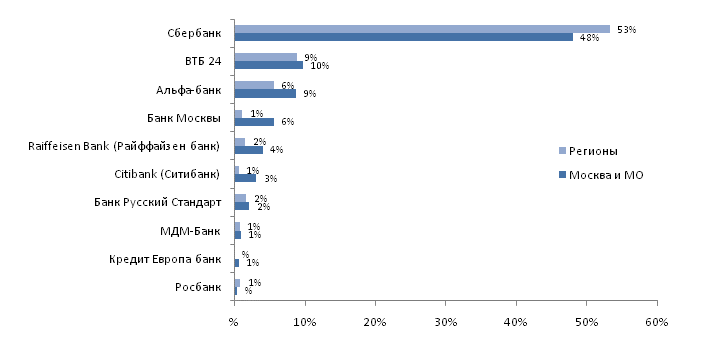 Сбербанк
53%
48%
ВТБ 24
9%
10%
Альфа-банк
6%
9%
Банк Москвы
1%
6%
Raiffeisen Bank (Райффайзен банк)
2%
4%
Citibank (Ситибанк)
1%
3%
Банк Русский Стандарт
2%
2%
МДМ-Банк
1%
1%
Кредит Европа банк
%
1%
Росбанк
1%
%
Регионы
Москва и МО
% 10% 20% 30% 40% 50% 60%